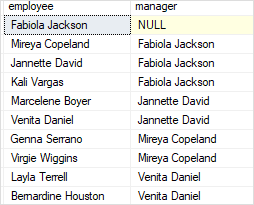 employee manager
Fabiola Jackson NULL
Mireya Copeland Fabiola Jackson
Jannette David Fabiola Jackson
Kali Vargas Fabiola Jackson
Marcelene Boyer Jannette David
Venita Daniel Jannette David
Genna Serrano Mireya Copeland
Virgie Wiggins Mireya Copeland
Layla Terrell Venita Daniel
Bernardine Houston Venita Daniel